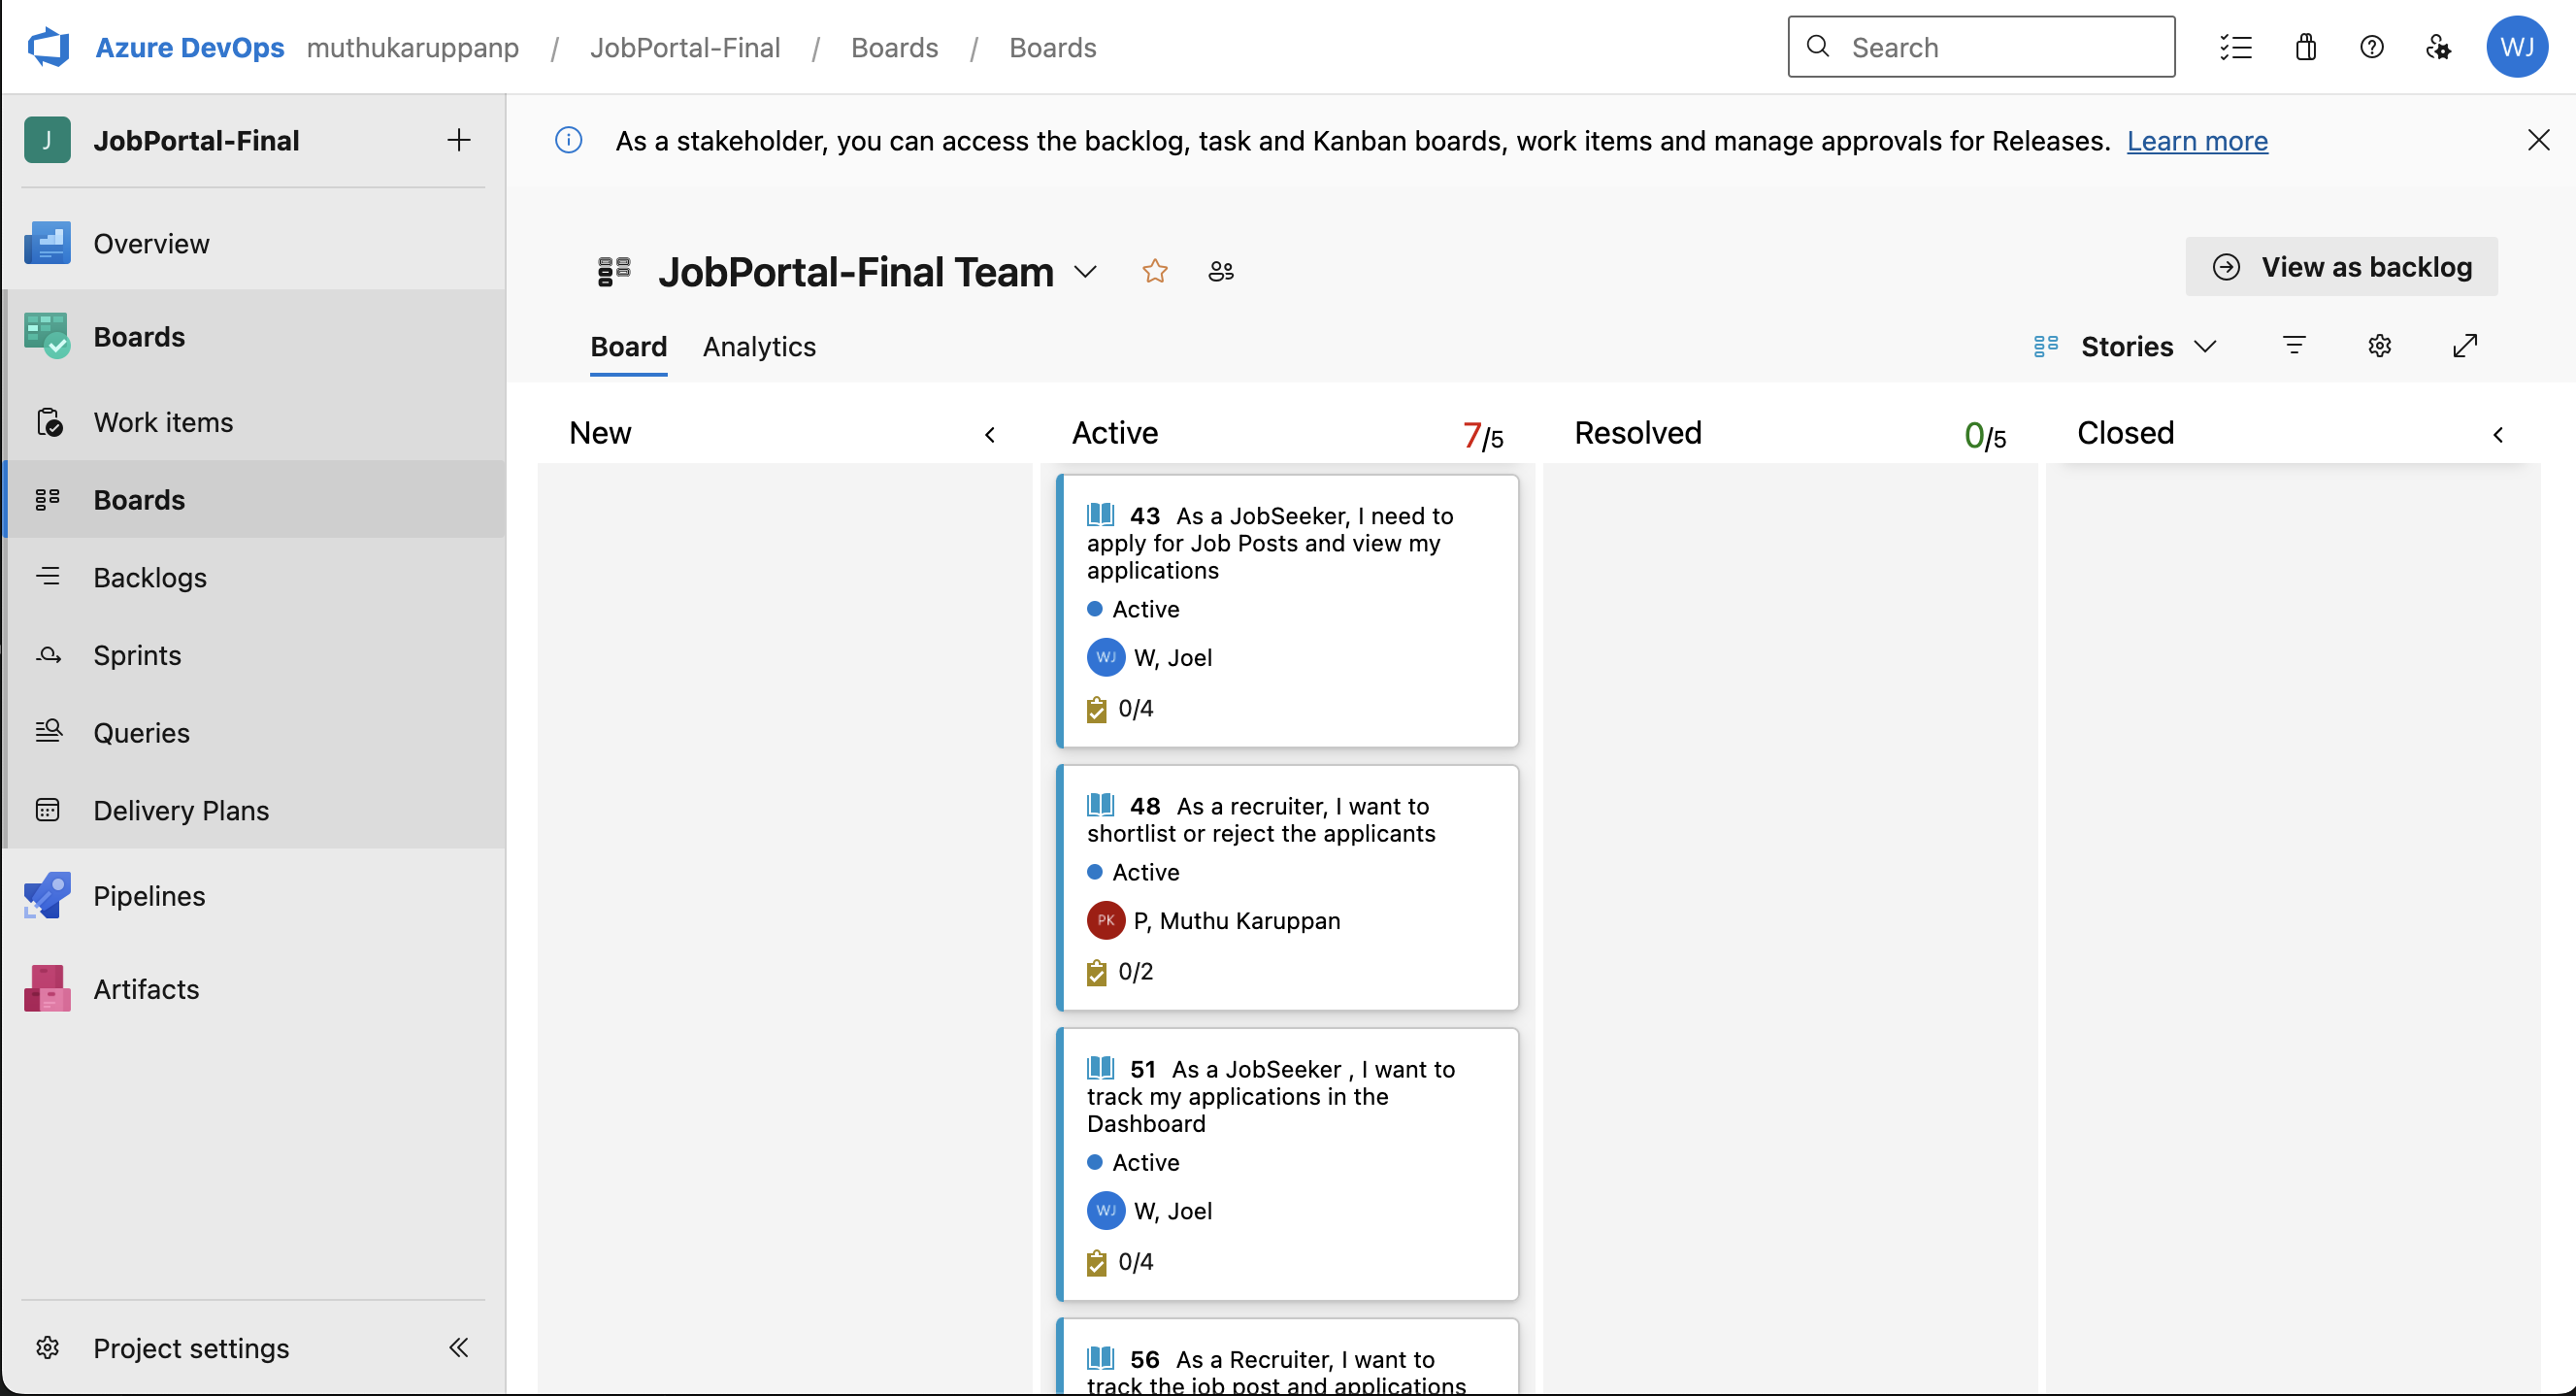 Azure DevOps muthukaruppanp / JobPortal-Final / Boards / Boards
Search
WJ
J JobPortal-Final
As a stakeholder, you can access the backlog, task and Kanban boards, work items and manage approvals for Releases. Learn more
Overview
Boards
Work items
Boards
Backlogs
Sprints
Queries
Delivery Plans
Pipelines
Artifacts
Project settings
JobPortal-Final Team
View as backlog
Board Analytics
Stories
New
Active 7/5
Resolved 0/5
Closed
43 As a JobSeeker, I need to
apply for Job Posts and view my
applications
Active
WJ W, Joel
0/4
48 As a recruiter, I want to
shortlist or reject the applicants
Active
PK P, Muthu Karuppan
0/2
51 As a JobSeeker , I want to
track my applications in the
Dashboard
Active
WJ W, Joel
0/4
56 As a Recruiter, I want to
track the job post and applications